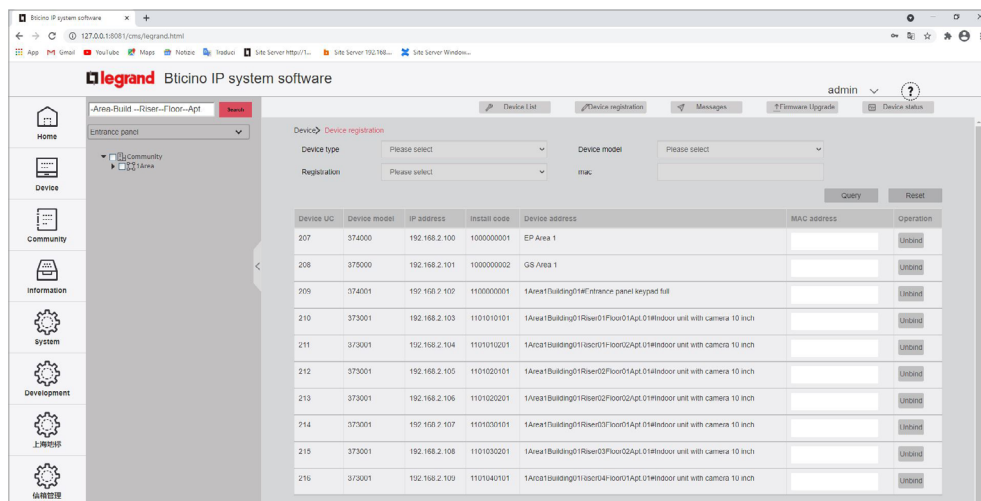 Bticino IP system software
127.0.0.1:8081/cms/legrand.html
App Gmail YouTube Maps Notizie Traduci Site Server http://1... Site Server 192.168.... Site Server Window...
legrand Bticino IP system software
admin ?
-Area-Build --Riser--Floor--Apt Search
Device List Device registration Messages Firmware Upgrade Device status
Home
Entrance panel
Device> Device registration
Community
1Area
Device type Please select Device model Please select
Registration Please select mac
Query Reset
Device
Device UC Device model IP address Install code Device address MAC address Operation
207 374000 192.168.2.100 1000000001 EP Area 1 Unbind
Community
208 375000 192.168.2.101 1000000002 GS Area 1 Unbind
Information
209 374001 192.168.2.102 1100000001 1Area1Building01#Entrance panel keypad full Unbind
210 373001 192.168.2.103 1101010101 1Area1Building01Riser01Floor01Apt.01#Indoor unit with camera 10 inch Unbind
System
211 373001 192.168.2.104 1101010201 1Area1Building01Riser01Floor02Apt.01#Indoor unit with camera 10 inch Unbind
212 373001 192.168.2.105 1101020101 1Area1Building01Riser02Floor01Apt.01#Indoor unit with camera 10 inch Unbind
Development
213 373001 192.168.2.106 1101020201 1Area1Building01Riser02Floor02Apt.01#Indoor unit with camera 10 inch Unbind
214 373001 192.168.2.107 1101030101 1Area1Building01Riser03Floor01Apt.01#Indoor unit with camera 10 inch Unbind
上海地标
215 373001 192.168.2.108 1101030201 1Area1Building01Riser03Floor02Apt.01#Indoor unit with camera 10 inch Unbind
216 373001 192.168.2.109 1101040101 1Area1Building01Riser04Floor01Apt.01#Indoor unit with camera 10 inch Unbind
信箱管理